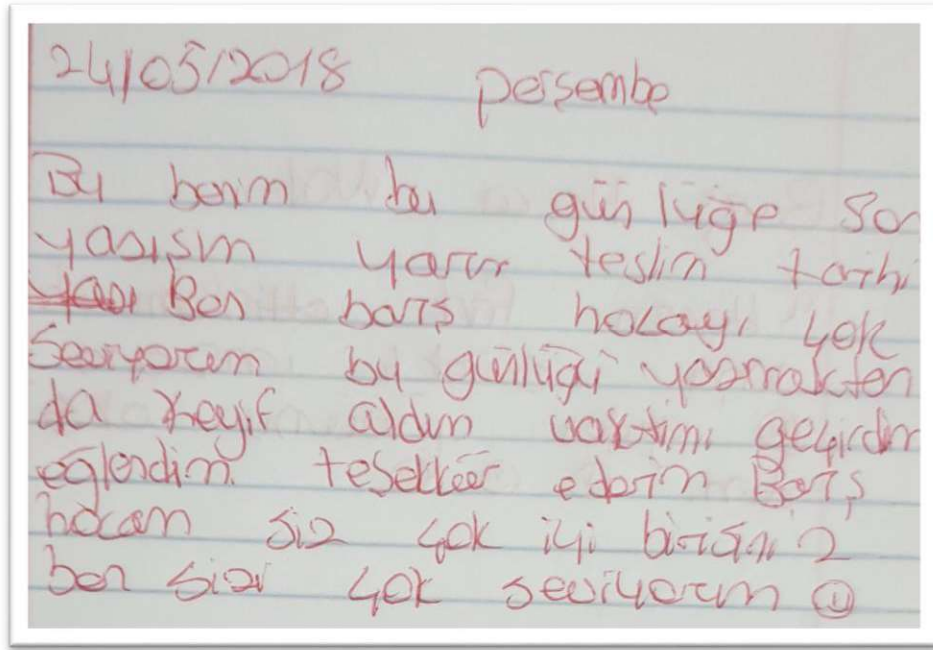 24/05/2018 perşembe
Bu benim bu günlüğe son
yazışım yarın teslim tarihi
Ben barış hocayı çok
Seviyorum bu günlüğü yazmakten
da keyif aldım vaktimi geçirdim
eğlendim. teşekkür ederim Barış
hocam siz çok iyi birisiniz
ben sizi çok seviyorum ☺